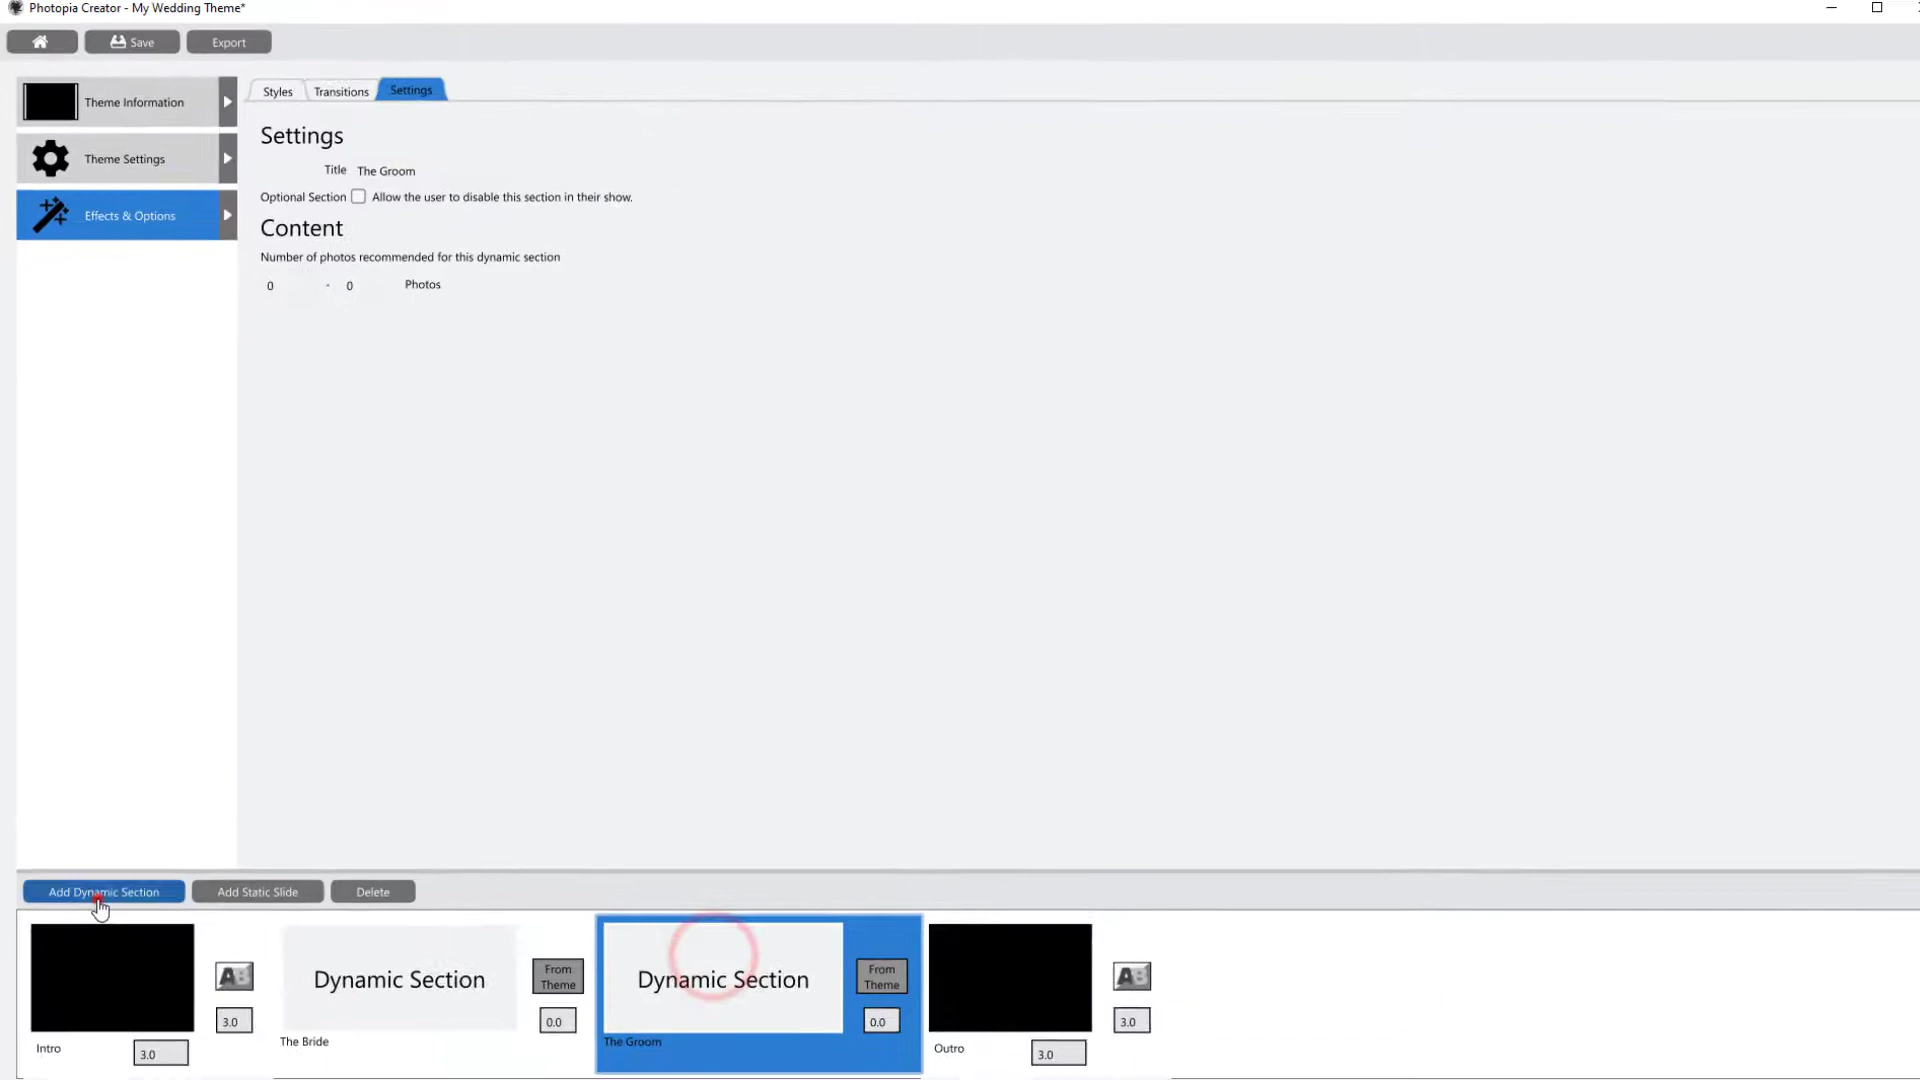 Photopia Creator - My Wedding Theme*
Save
Export
Theme Information
Theme Settings
Effects & Options
Styles
Transitions
Settings
Settings
Title The Groom
Optional Section Allow the user to disable this section in their show.
Content
Number of photos recommended for this dynamic section
0 - 0 Photos
Add Dynamic Section
Add Static Slide
Delete
AB
3.0
Intro
3.0
Dynamic Section
From
Theme
0.0
The Bride
Dynamic Section
From
Theme
0.0
The Groom
AB
3.0
Outro
3.0